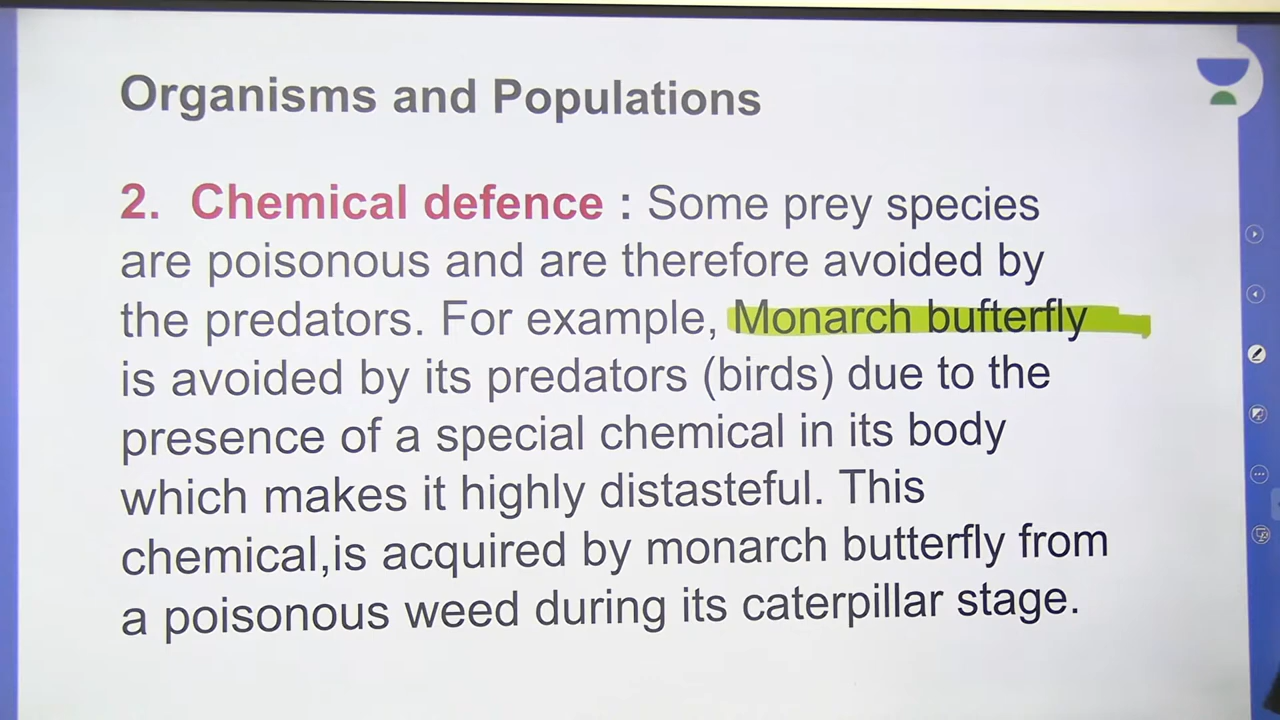 Organisms and Populations
2. Chemical defence : Some prey species
are poisonous and are therefore avoided by
the predators. For example, Monarch bufterfly
is avoided by its predators (birds) due to the
presence of a special chemical in its body
which makes it highly distasteful. This
chemical,is acquired by monarch butterfly from
a poisonous weed during its caterpillar stage.